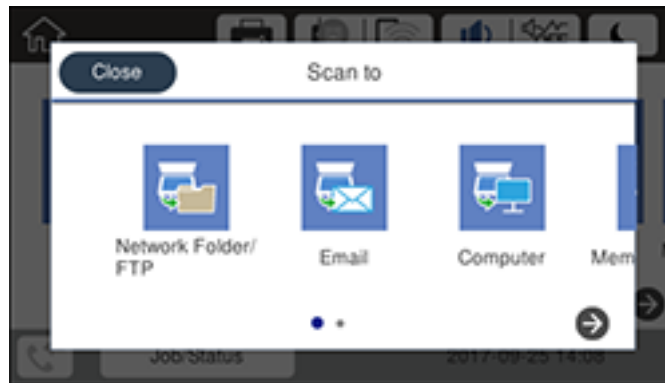 Close
Scan to
Network Folder/
FTP
Email
Computer
Mem
Job/Status
2017-09-25 14:08